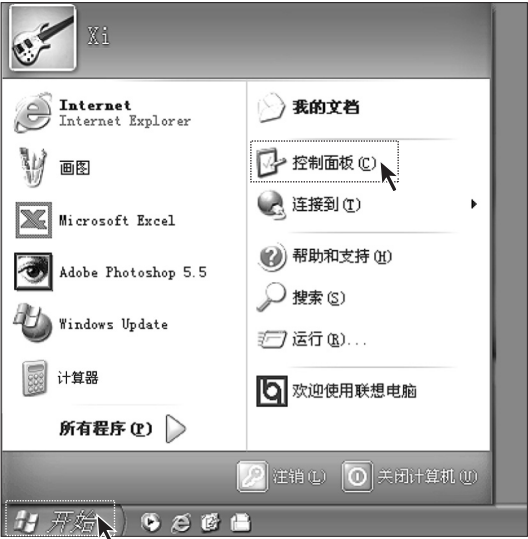 Xi
Internet
Internet Explorer
画图
Microsoft Excel
Adobe Photoshop 5.5
Windows Update
计算器
所有程序(P)
我的文档
控制面板(C)
连接到(T)
帮助和支持(H)
搜索(S)
运行(R)...
欢迎使用联想电脑
注销(L)
关闭计算机(U)
开始